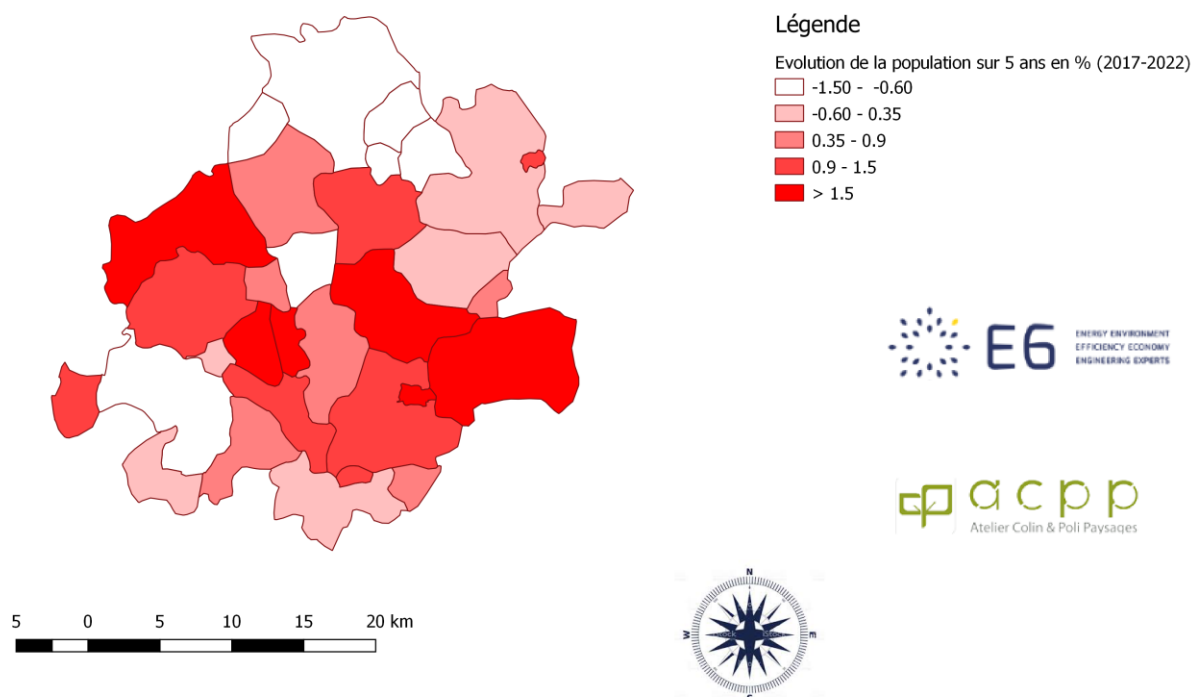 Légende
Evolution de la population sur 5 ans en % (2017-2022)
-1.50 - -0.60
-0.60 - 0.35
0.35 - 0.9
0.9 - 1.5
> 1.5
E6
ENERGY ENVIRONMENT
EFFICIENCY ECONOMY
ENGINEERING EXPERTS
acpp
Atelier Colin & Poli Paysages
5 0 5 10 15 20 km
N
W E
S